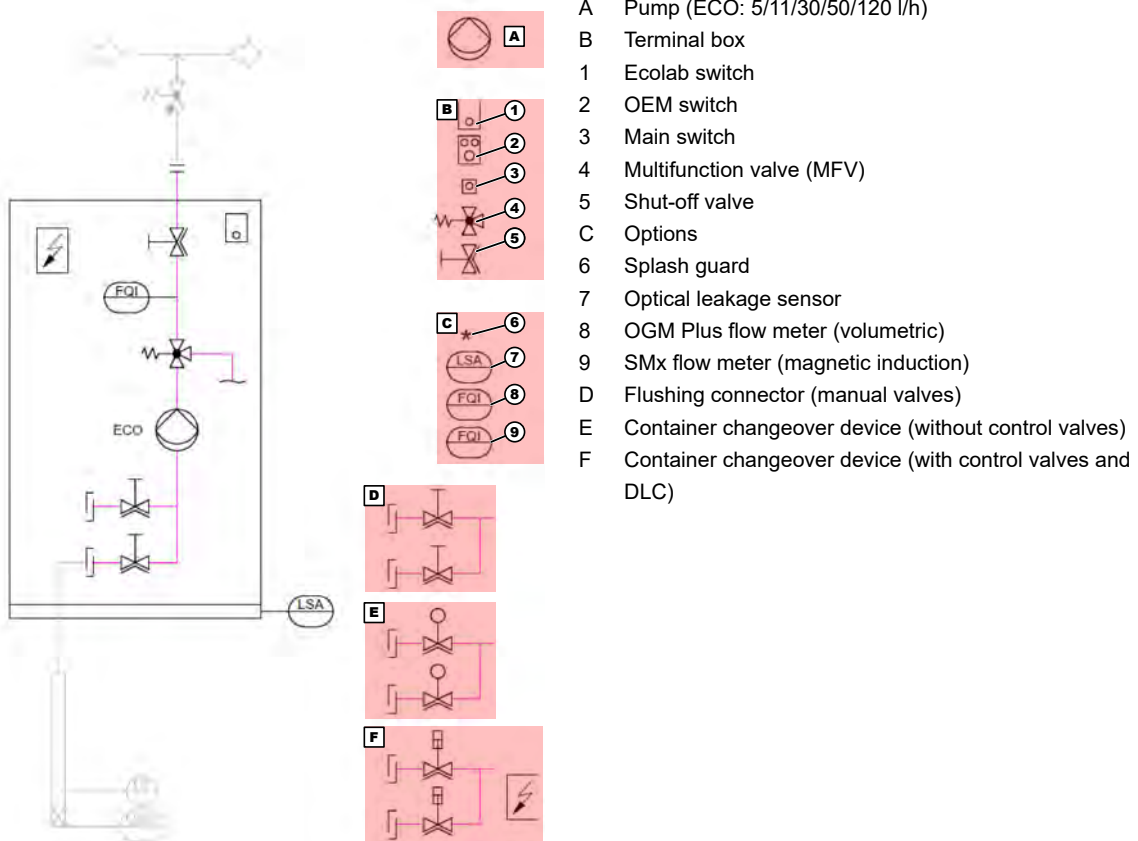 FQI
ECO
LSA
A
B
1
2
3
4
5
C
6
LSA
7
FQI
8
FQI
9
D
E
F
A Pump (ECO: 5/11/30/50/120 l/h)
B Terminal box
1 Ecolab switch
2 OEM switch
3 Main switch
4 Multifunction valve (MFV)
5 Shut-off valve
C Options
6 Splash guard
7 Optical leakage sensor
8 OGM Plus flow meter (volumetric)
9 SMx flow meter (magnetic induction)
D Flushing connector (manual valves)
E Container changeover device (without control valves)
F Container changeover device (with control valves and
DLC)